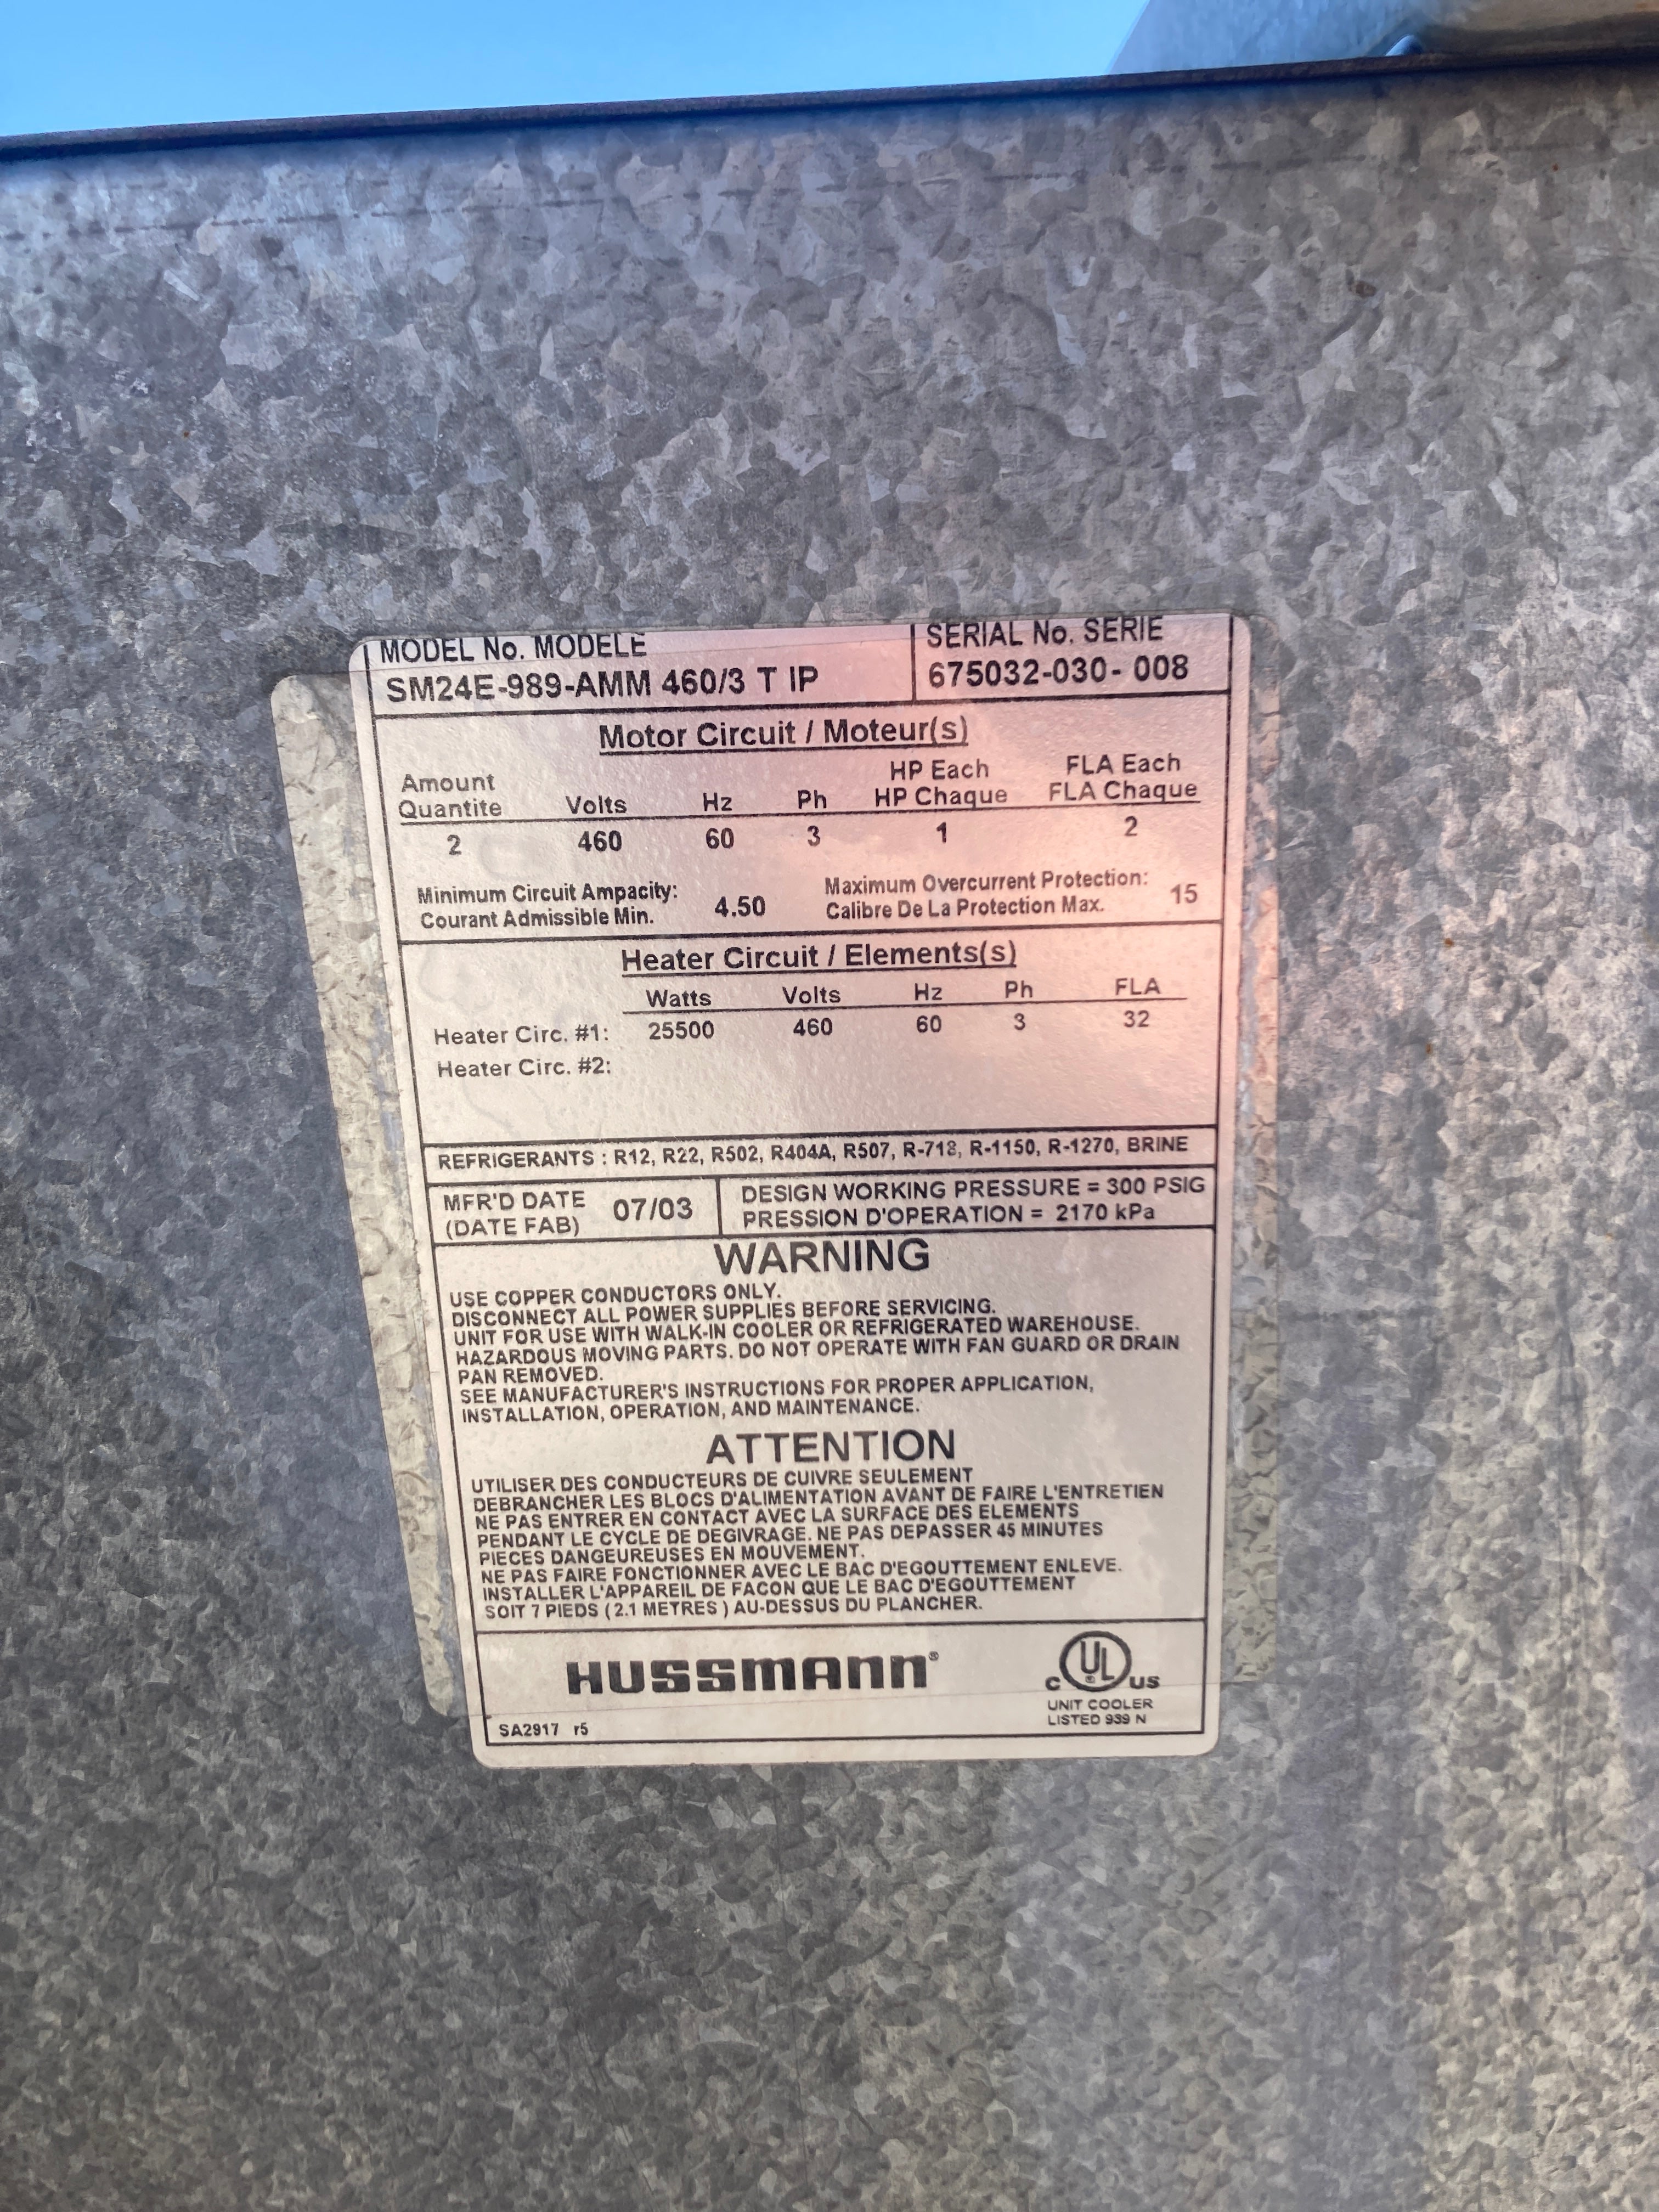 MODEL No. MODELE
SM24E-989-AMM 460/3 T IP
SERIAL No. SERIE
675032-030- 008
Motor Circuit / Moteur(s)
Amount Quantite Volts Hz Ph HP Each HP Chaque FLA Each FLA Chaque
2 460 60 3 1 2
Minimum Circuit Ampacity: Courant Admissible Min. 4.50
Maximum Overcurrent Protection: Calibre De La Protection Max. 15
Heater Circuit / Elements(s)
Watts Volts Hz Ph FLA
Heater Circ. #1: 25500 460 60 3 32
Heater Circ. #2:
REFRIGERANTS : R12, R22, R502, R404A, R507, R-718, R-1150, R-1270, BRINE
MFR'D DATE
(DATE FAB) 07/03
DESIGN WORKING PRESSURE = 300 PSIG
PRESSION D'OPERATION = 2170 kPa
WARNING
USE COPPER CONDUCTORS ONLY.
DISCONNECT ALL POWER SUPPLIES BEFORE SERVICING.
UNIT FOR USE WITH WALK-IN COOLER OR REFRIGERATED WAREHOUSE.
HAZARDOUS MOVING PARTS. DO NOT OPERATE WITH FAN GUARD OR DRAIN
PAN REMOVED.
SEE MANUFACTURER'S INSTRUCTIONS FOR PROPER APPLICATION,
INSTALLATION, OPERATION, AND MAINTENANCE.
ATTENTION
UTILISER DES CONDUCTEURS DE CUIVRE SEULEMENT
DEBRANCHER LES BLOCS D'ALIMENTATION AVANT DE FAIRE L'ENTRETIEN
NE PAS ENTRER EN CONTACT AVEC LA SURFACE DES ELEMENTS
PENDANT LE CYCLE DE DEGIVRAGE. NE PAS DEPASSER 45 MINUTES
PIECES DANGEUREUSES EN MOUVEMENT.
NE PAS FAIRE FONCTIONNER AVEC LE BAC D'EGOUTTEMENT ENLEVE.
INSTALLER L'APPAREIL DE FACON QUE LE BAC D'EGOUTTEMENT
SOIT 7 PIEDS ( 2.1 METRES ) AU-DESSUS DU PLANCHER.
HUSSMANN®
C UL ® US
UNIT COOLER
LISTED 939 N
SA2917 r5